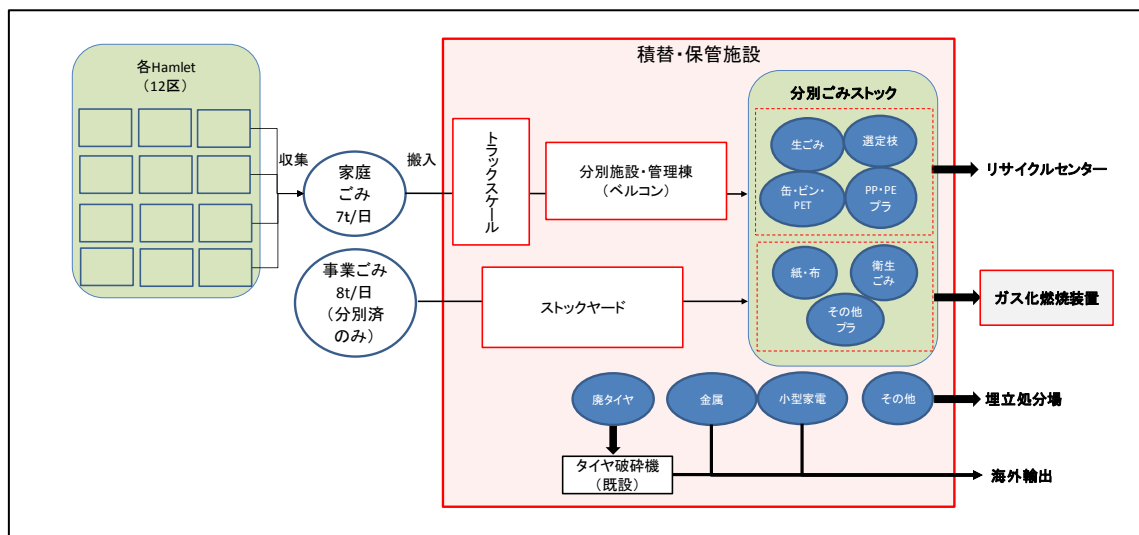 積替・保管施設
各Hamlet
（12区）
収集
家庭
ごみ
7t/日
搬入
トラックスケール
分別施設・管理棟
（ベルコン）
分別ごみストック
生ごみ
選定枝
缶・ビン・
PET
PP・PE
プラ
リサイクルセンター
事業ごみ
8t/日
（分別済
のみ）
ストックヤード
紙・布
衛生
ごみ
その他
プラ
ガス化燃焼装置
廃タイヤ
金属
小型家電
その他
埋立処分場
タイヤ破砕機
（既設）
海外輸出